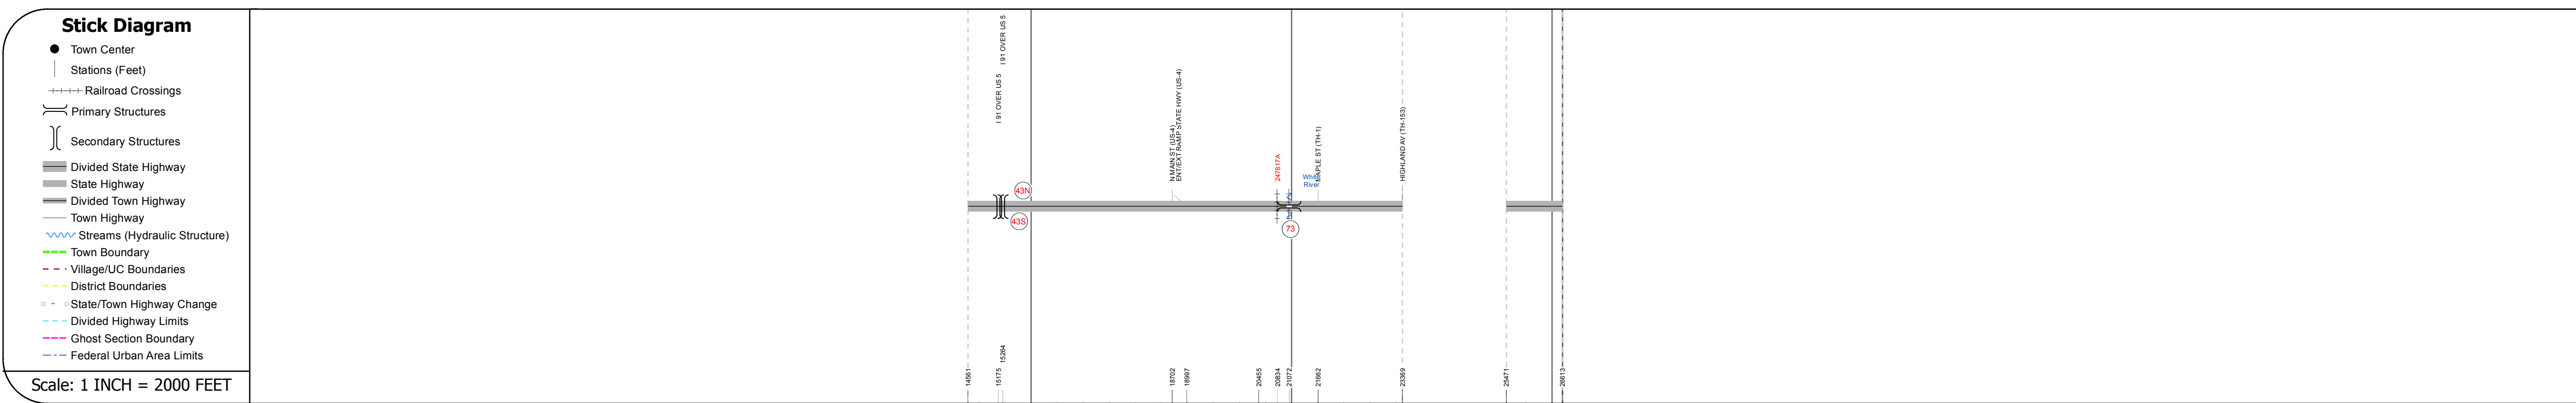 Stick Diagram
Town Center
Stations (Feet)
Railroad Crossings
Primary Structures
Secondary Structures
Divided State Highway
State Highway
Divided Town Highway
Town Highway
Streams (Hydraulic Structure)
Town Boundary
Village/UC Boundaries
District Boundaries
State/Town Highway Change
Divided Highway Limits
Ghost Section Boundary
Federal Urban Area Limits
Scale: 1 INCH = 2000 FEET
I 91 OVER US 5
I 91 OVER US 5
43N
43S
N MAIN ST (US-4)
ENT/EXT RAMP STATE HWY (US-4)
247817A
White
River
MAPLE ST (TH-1)
HIGHLAND AV (TH-153)
73
14561
15175
15264
18702
18997
20455
20834
21072
21662
23369
25471
26613